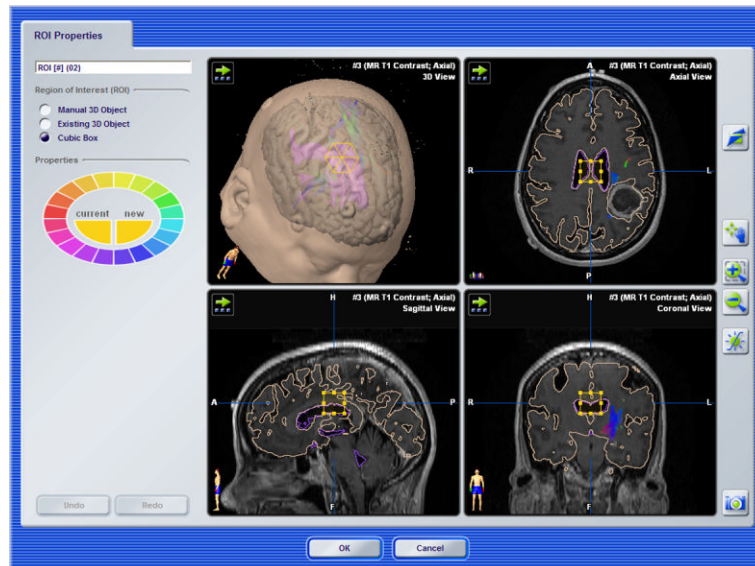 ROI Properties
ROI [#] (02)
Region of Interest (ROI)
Manual 3D Object
Existing 3D Object
Cubic Box
Properties
current new
Undo Redo
#3 (MR T1 Contrast; Axial)
3D View
#3 (MR T1 Contrast; Axial)
Axial View
A
R
L
P
#3 (MR T1 Contrast; Axial)
Sagittal View
H
A
P
F
#3 (MR T1 Contrast; Axial)
Coronal View
H
R
L
F
OK Cancel